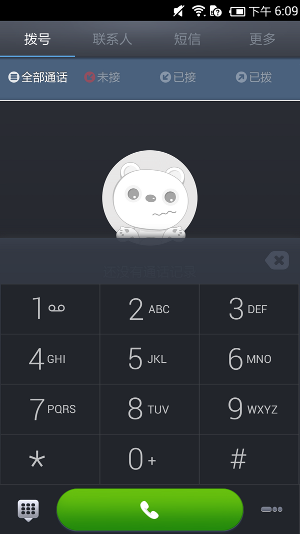 下午 6:09
拨号 联系人 短信 更多
全部通话 未接 已接 已拨
1 2 ABC 3 DEF
4 GHI 5 JKL 6 MNO
7 PQRS 8 TUV 9 WXYZ
* 0 + #